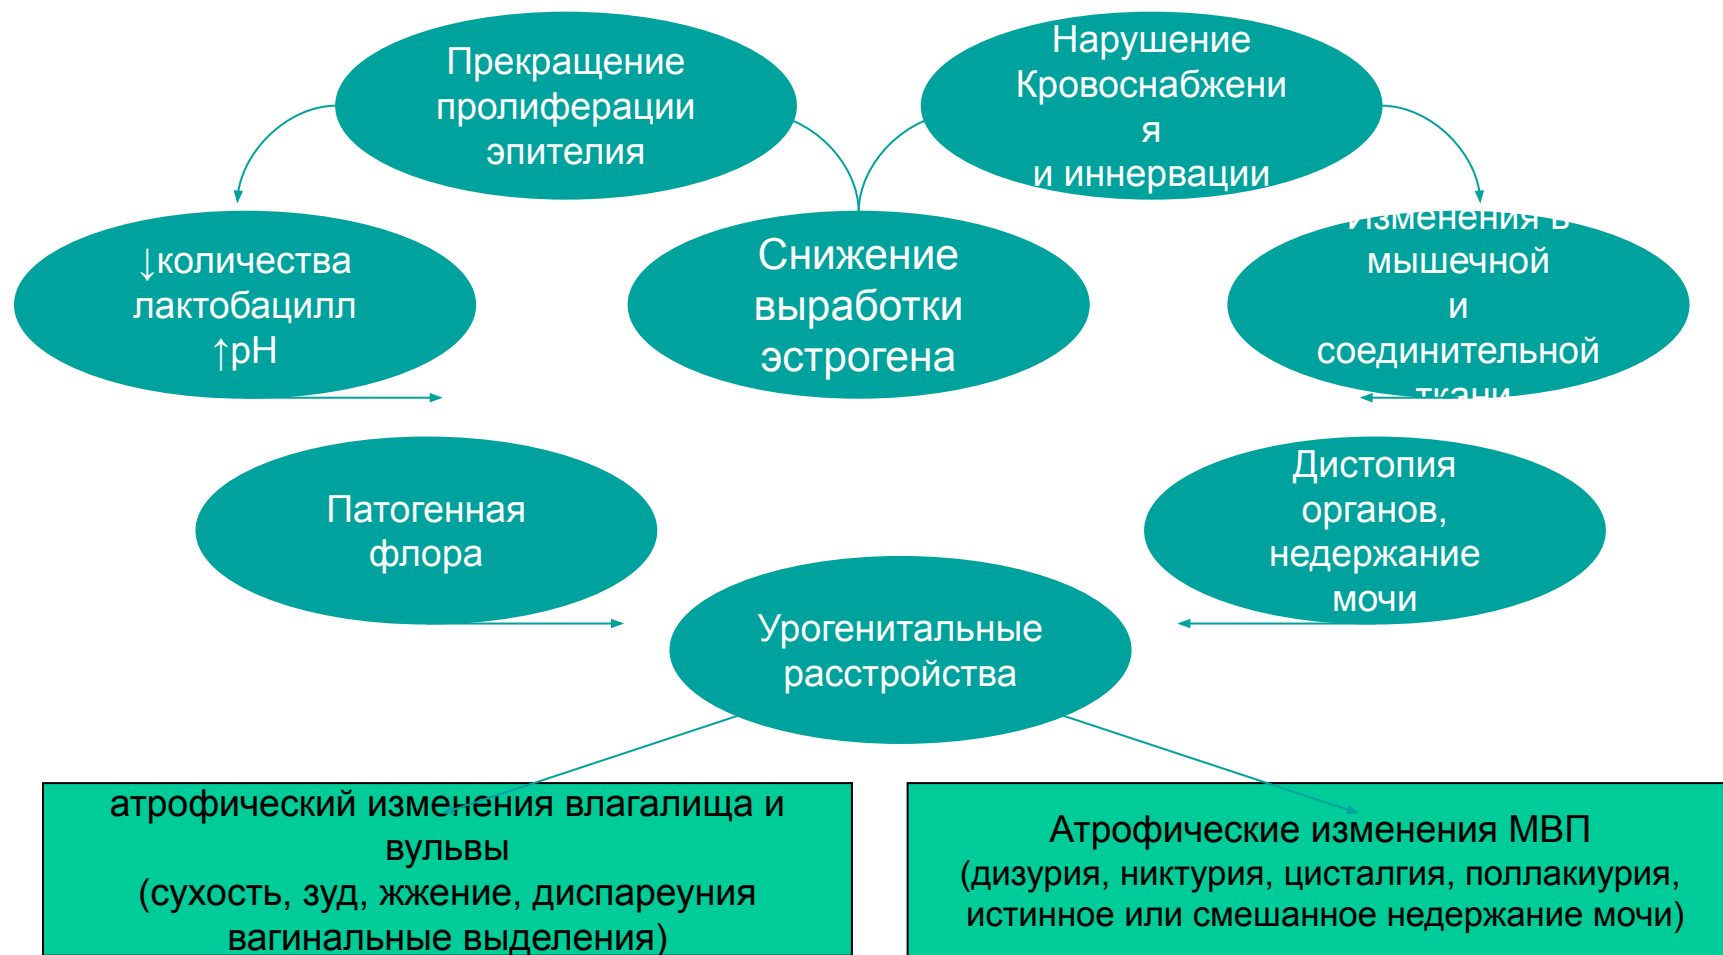 Прекращение
пролиферации
эпителия
Нарушение
Кровоснабжени
я
и иннервации
↓количества
лактобацилл
↑pH
Снижение
выработки
эстрогена
Изменения в
мышечной
и
соединительной
ткани
Патогенная
флора
Дистопия
органов,
недержание
мочи
Урогенитальные
расстройства
атрофический изменения влагалища и
вульвы
(сухость, зуд, жжение, диспареуния
вагинальные выделения)
Атрофические изменения МВП
(дизурия, никтурия, цисталгия, поллакиурия,
истинное или смешанное недержание мочи)